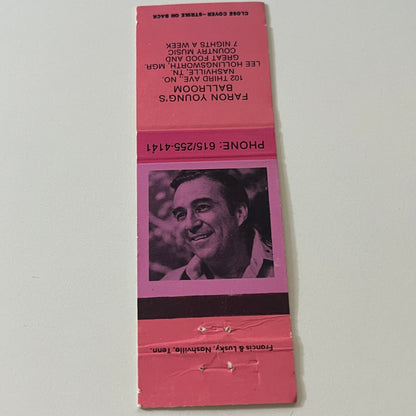 CLOSE COVER—STRIKE ON BACK
FARON YOUNG'S
BALLROOM
102 THIRD AVE., NO.
NASHVILLE, TN.
LEE HOLLINGSWORTH, MGR.
GREAT FOOD AND
COUNTRY MUSIC
7 NIGHTS A WEEK
PHONE: 615/255-4141
Francis & Lusky, Nashville, Tenn.